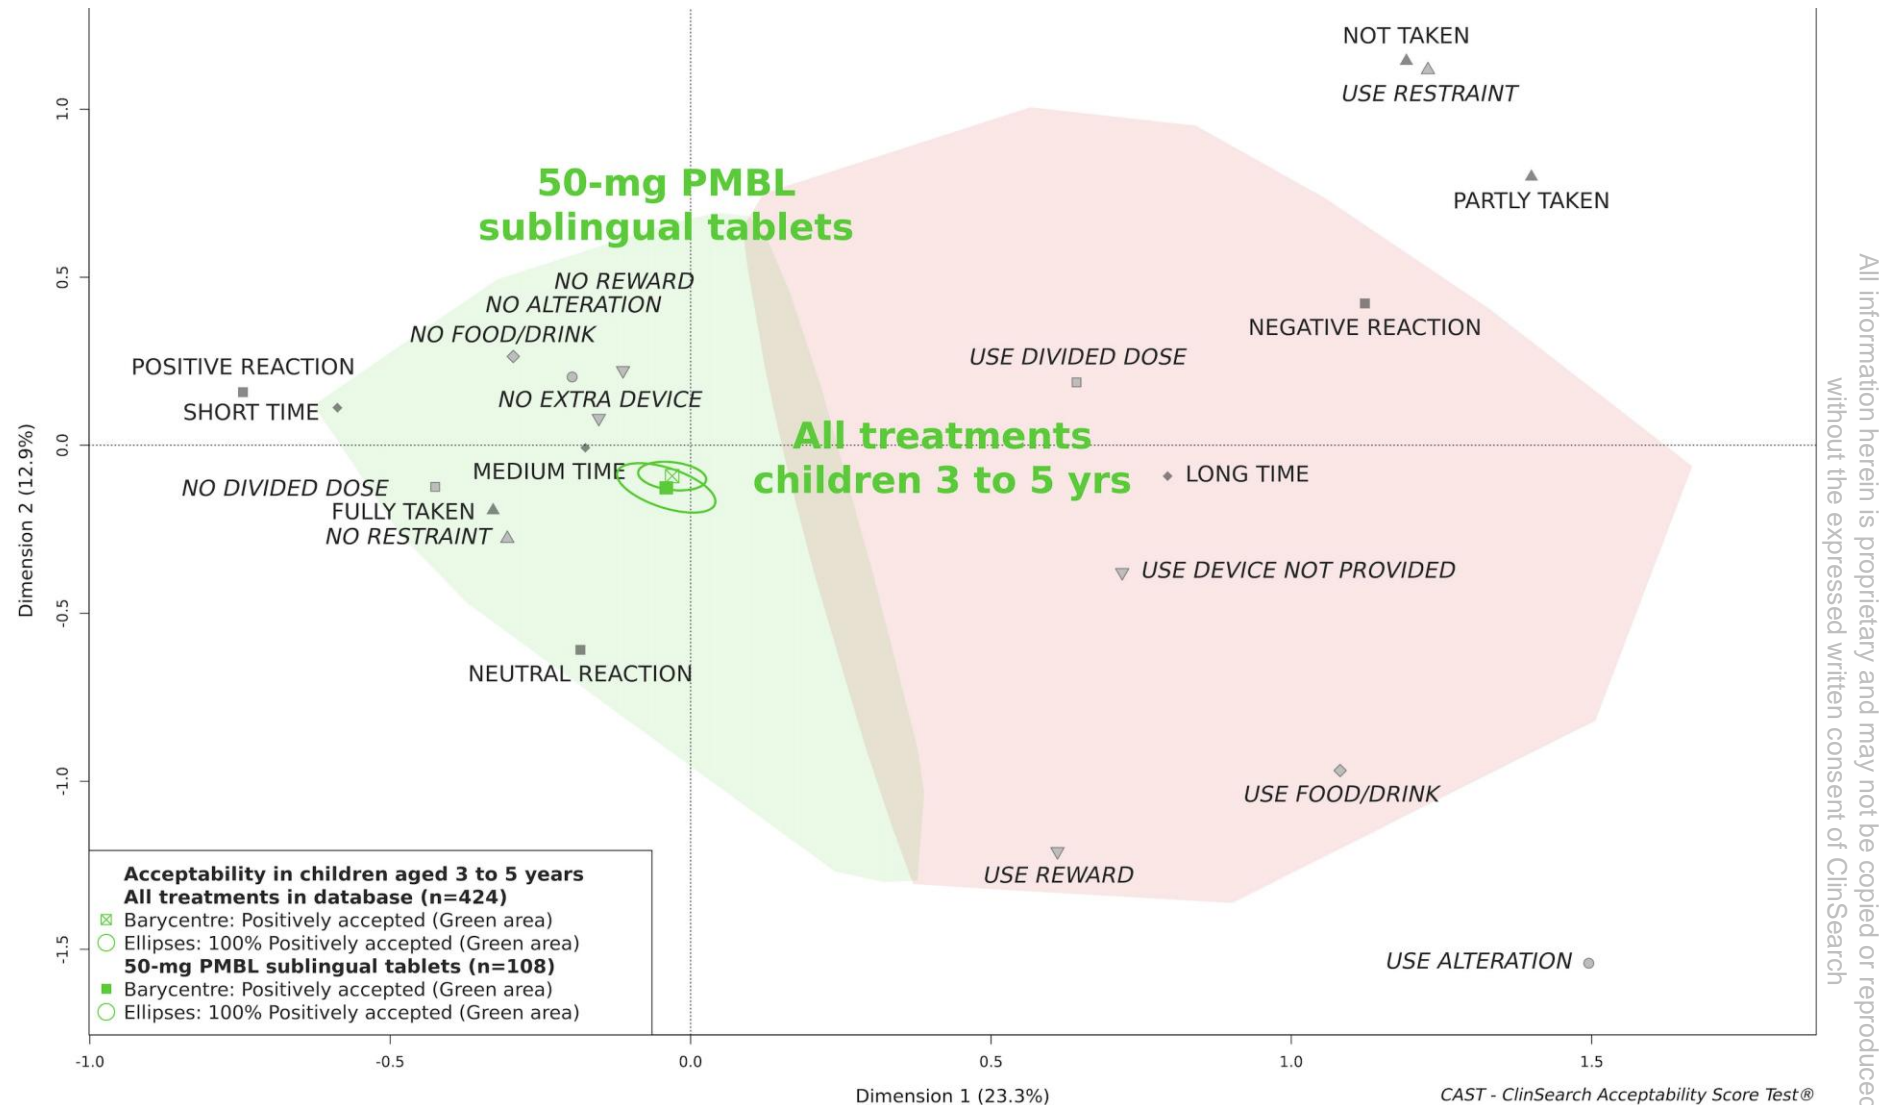 NOT TAKEN
USE RESTRAINT
PARTLY TAKEN
50-mg PMBL
sublingual tablets
NO REWARD
NO ALTERATION
NO FOOD/DRINK
NEGATIVE REACTION
USE DIVIDED DOSE
POSITIVE REACTION
SHORT TIME
NO EXTRA DEVICE
All treatments
children 3 to 5 yrs
MEDIUM TIME
LONG TIME
NO DIVIDED DOSE
FULLY TAKEN
NO RESTRAINT
USE DEVICE NOT PROVIDED
NEUTRAL REACTION
USE FOOD/DRINK
USE REWARD
USE ALTERATION
Acceptability in children aged 3 to 5 years
All treatments in database (n=424)
Barycentre: Positively accepted (Green area)
Ellipses: 100% Positively accepted (Green area)
50-mg PMBL sublingual tablets (n=108)
Barycentre: Positively accepted (Green area)
Ellipses: 100% Positively accepted (Green area)
1.0
0.5
0.0
-0.5
-1.0
-1.5
Dimension 2 (12.9%)
-1.0 -0.5 0.0 0.5 1.0 1.5
Dimension 1 (23.3%)
CAST - ClinSearch Acceptability Score Test®
All information herein is proprietary and may not be copied or reproduced
without the expressed written consent of ClinSearch